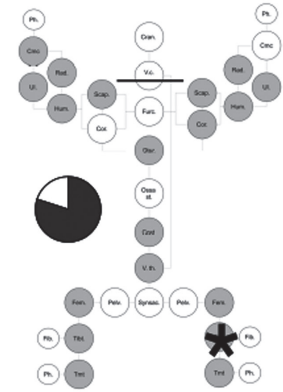 Ph.
Ph.
Cran.
Cmc
Cmc
Rad.
V.c.
Rad.
Ul.
Scap.
Scap.
Ul.
Hum.
Furc.
Hum.
Cor.
Cor.
Ossa
st.
Cost
V. th.
Fem.
Pelv.
Synsac.
Pelv.
Fem.
Fib.
Tibt.
Fib.
Ph.
Tmt
Tmt
Ph.